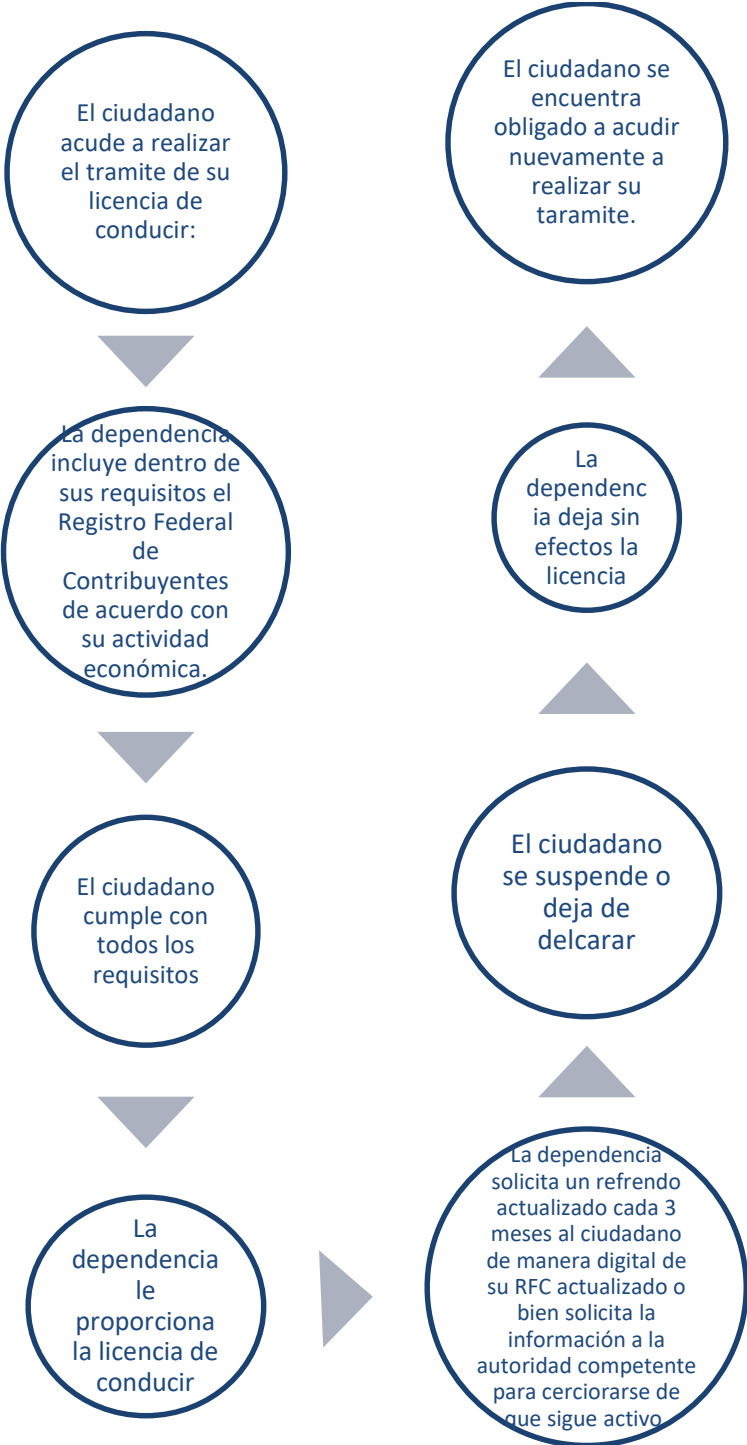 El ciudadano
acude a realizar
el tramite de su
licencia de
conducir:
La dependencia
incluye dentro de
sus requisitos el
Registro Federal
de
Contribuyentes
de acuerdo con
su actividad
económica.
El ciudadano
cumple con
todos los
requisitos
La
dependencia
le
proporciona
la licencia de
conducir
La dependencia
solicita un refrendo
actualizado cada 3
meses al ciudadano
de manera digital de
su RFC actualizado o
bien solicita la
información a la
autoridad competente
para cerciorarse de
que sigue activo
El ciudadano
se suspende o
deja de
delcarar
La
dependenc
ia deja sin
efectos la
licencia
El ciudadano se
encuentra
obligado a acudir
nuevamente a
realizar su
taramite.